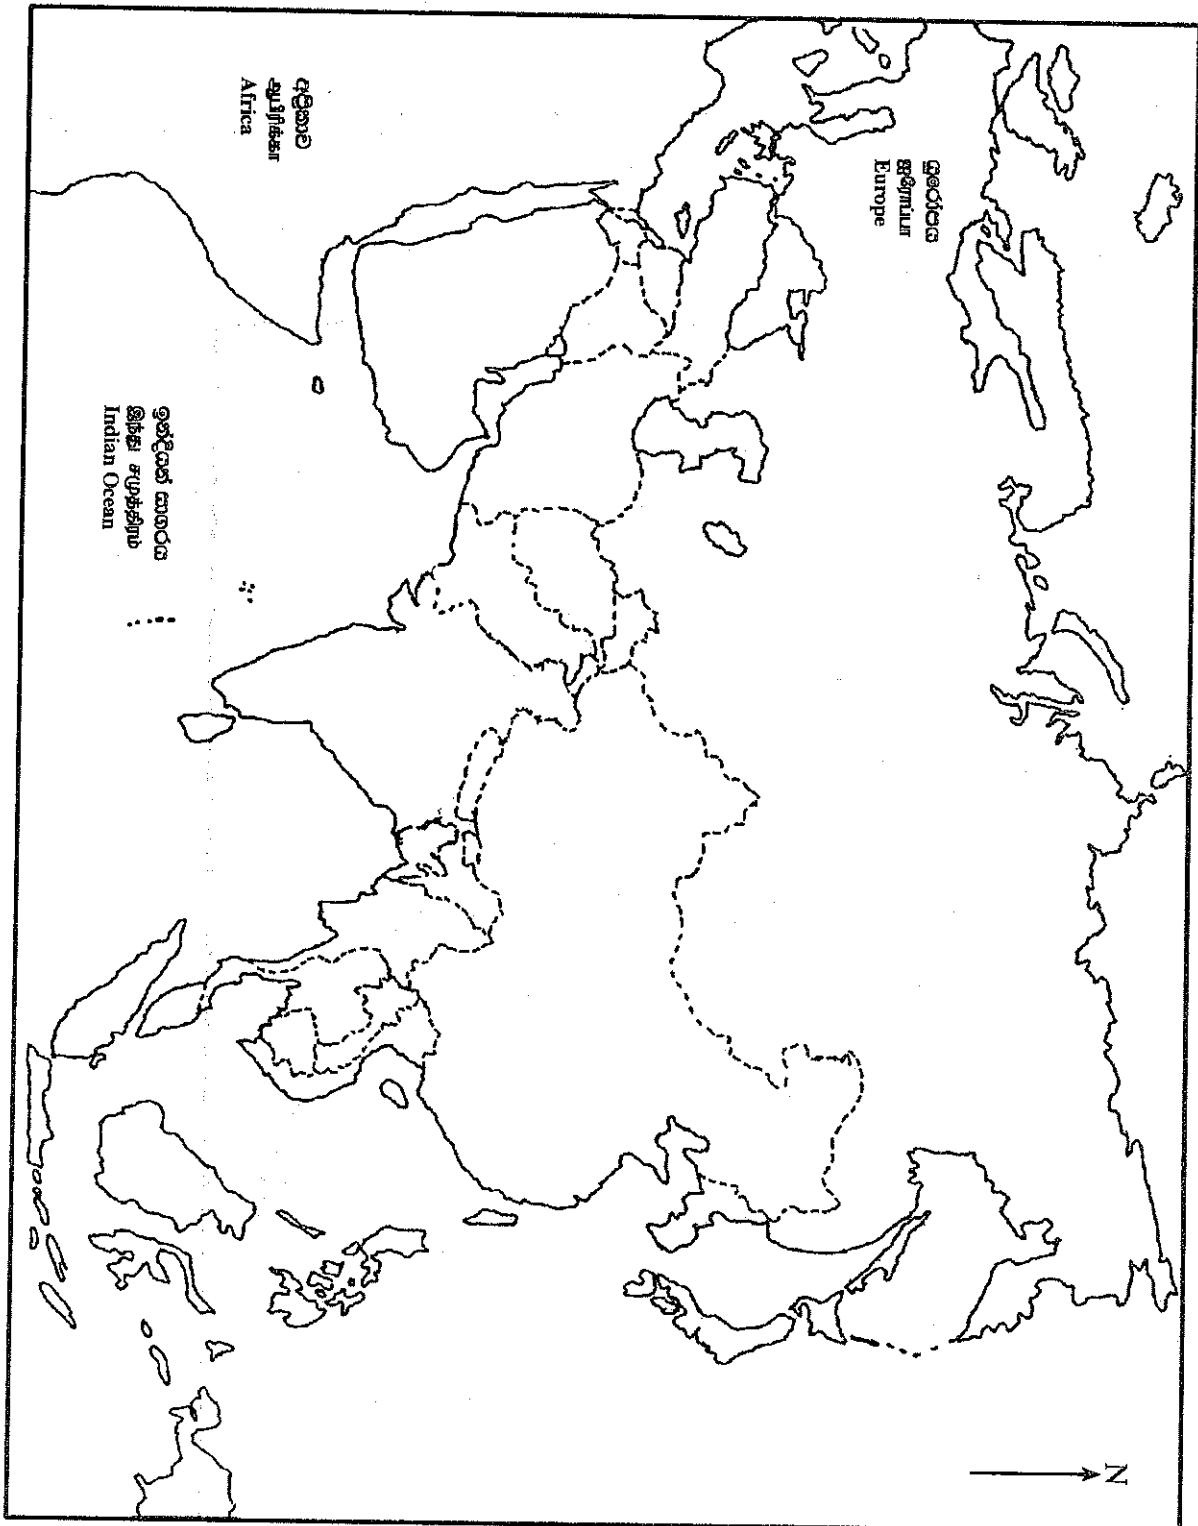 යුරෝපය
ஐரோப்பா
Europe
අප්‍රිකාව
ஆபிரிக்கா
Africa
ඉන්දියන් සාගරය
இந்து சமுத்திரம்
Indian Ocean
N